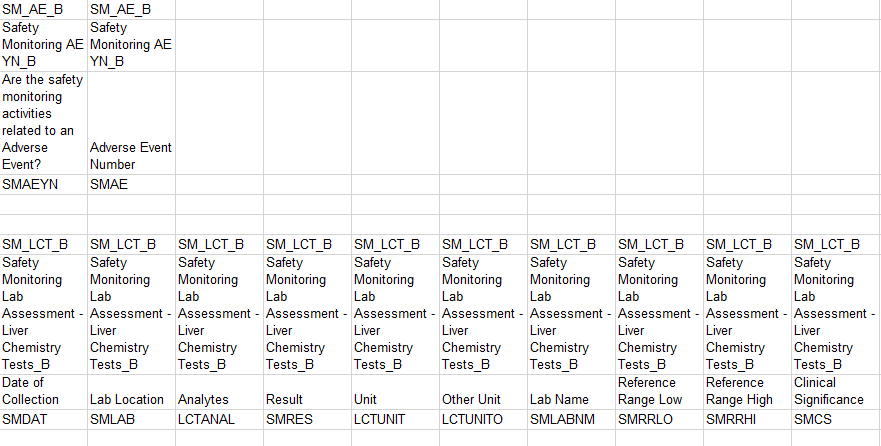 SM_AE_B SM_AE_B
Safety Safety
Monitoring AE Monitoring AE
YN_B YN_B
Are the safety
monitoring
activities
related to an
Adverse Adverse Event
Event? Number
SMAEYN SMAE
SM_LCT_B SM_LCT_B SM_LCT_B SM_LCT_B SM_LCT_B SM_LCT_B SM_LCT_B SM_LCT_B SM_LCT_B SM_LCT_B
Safety Safety Safety Safety Safety Safety Safety Safety Safety Safety
Monitoring Monitoring Monitoring Monitoring Monitoring Monitoring Monitoring Monitoring Monitoring Monitoring
Lab Lab Lab Lab Lab Lab Lab Lab Lab Lab
Assessment - Assessment - Assessment - Assessment - Assessment - Assessment - Assessment - Assessment - Assessment - Assessment -
Liver Liver Liver Liver Liver Liver Liver Liver Liver Liver
Chemistry Chemistry Chemistry Chemistry Chemistry Chemistry Chemistry Chemistry Chemistry Chemistry
Tests_B Tests_B Tests_B Tests_B Tests_B Tests_B Tests_B Tests_B Tests_B Tests_B
Date of Reference Reference Clinical
Collection Lab Location Analytes Result Unit Other Unit Lab Name Range Low Range High Significance
SMDAT SMLAB LCTANAL SMRES LCTUNIT LCTUNITO SMLABNM SMRRLO SMRRHI SMCS